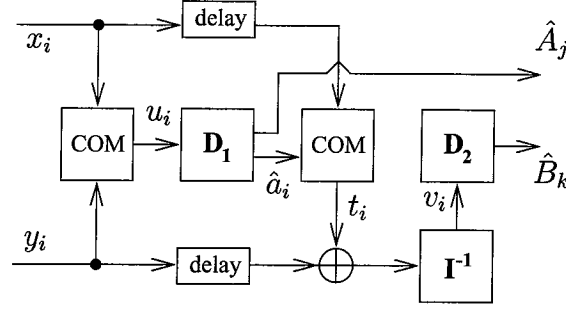 delay
x_i
Â_j
u_i
COM
D_1
COM
D_2
â_i
B̂_k
t_i
v_i
y_i
delay
I^{-1}